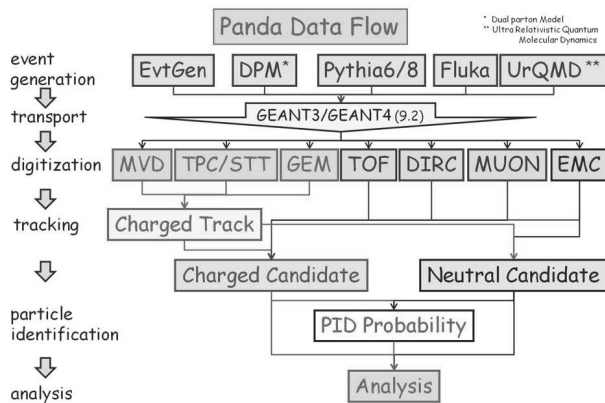 Panda Data Flow
* Dual parton Model
** Ultra Relativistic Quantum
Molecular Dynamics
event
generation
EvtGen DPM* Pythia6/8 Fluka UrQMD**
transport
GEANT3/GEANT4 (9.2)
digitization
MVD TPC/STT GEM TOF DIRC MUON EMC
tracking
Charged Track
Charged Candidate Neutral Candidate
particle
identification
PID Probability
analysis
Analysis